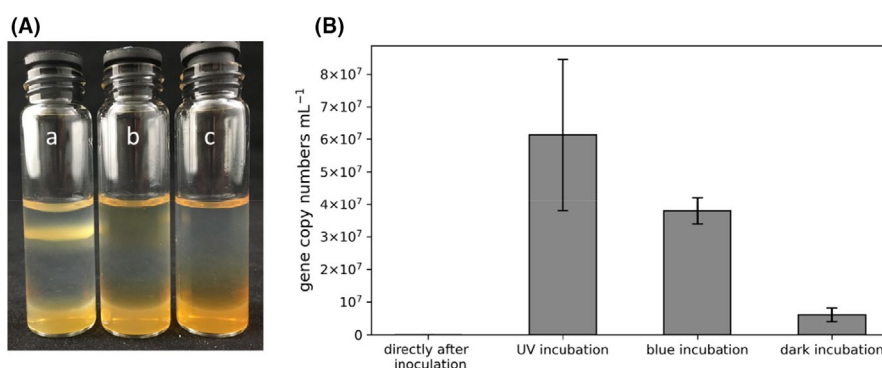 (A)
a
b
c
(B)
gene copy numbers mL⁻¹
8×10⁷
7×10⁷
6×10⁷
5×10⁷
4×10⁷
3×10⁷
2×10⁷
10⁷
0
directly after
inoculation
UV incubation
blue incubation
dark incubation